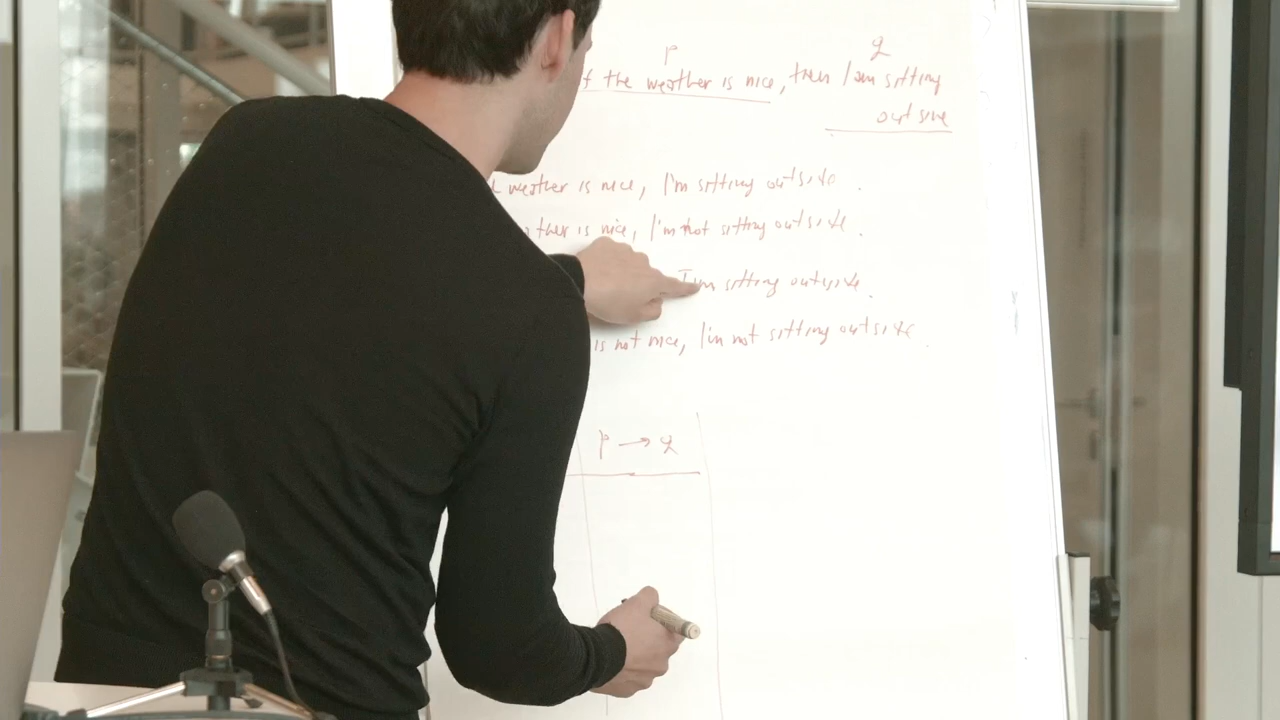 p q
f the weather is nice, then I am sitting
outside
weather is nice, I'm sitting outside.
ther is nice, I'm not sitting outside.
I'm sitting outside.
is not nice, I'm not sitting outside.
p → q